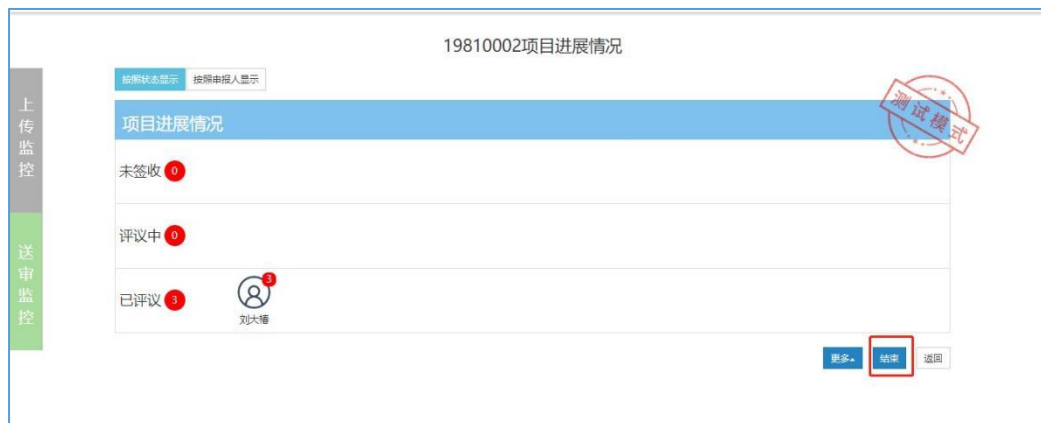 19810002项目进展情况
按照状态显示 按照申报人显示
上传监控
项目进展情况
测试模式
未签收 0
送审监控
评议中 0
已评议 3
3
刘大椿
更多 结束 返回